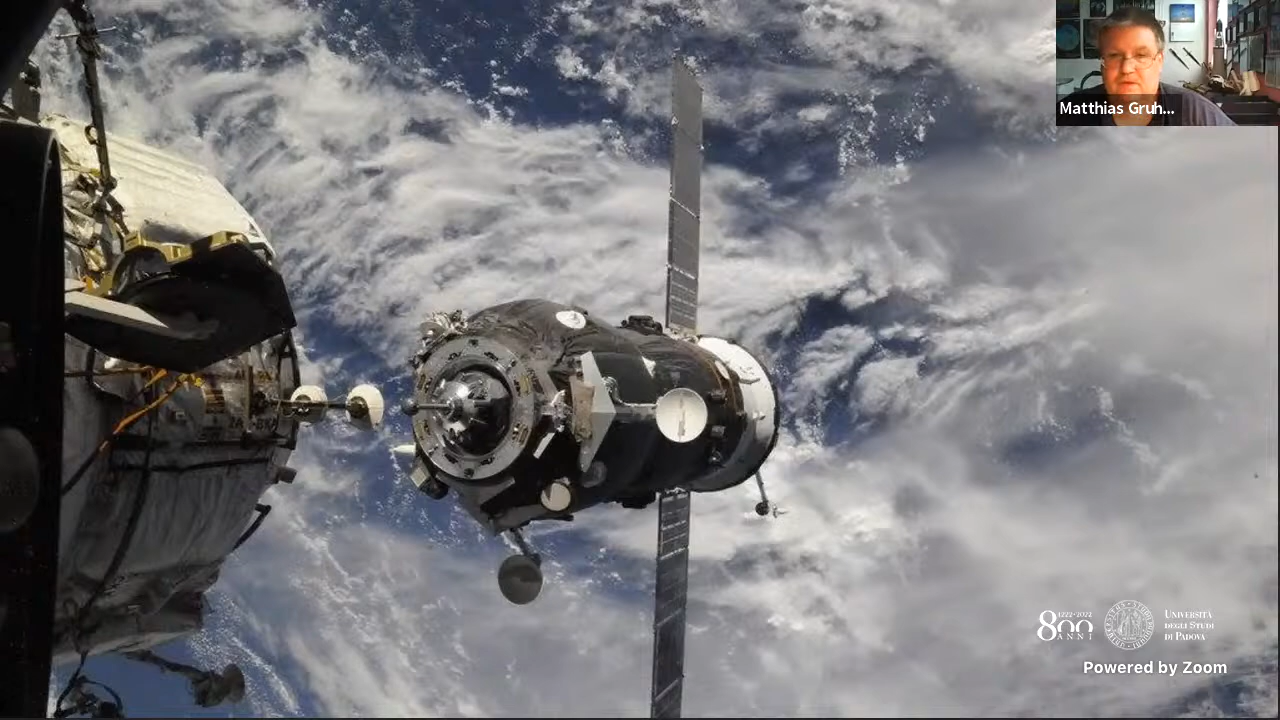 Matthias Gruh...
1222·2022
800
ANNI
UNIVERSITÀ
DEGLI STUDI
DI PADOVA
Powered by Zoom